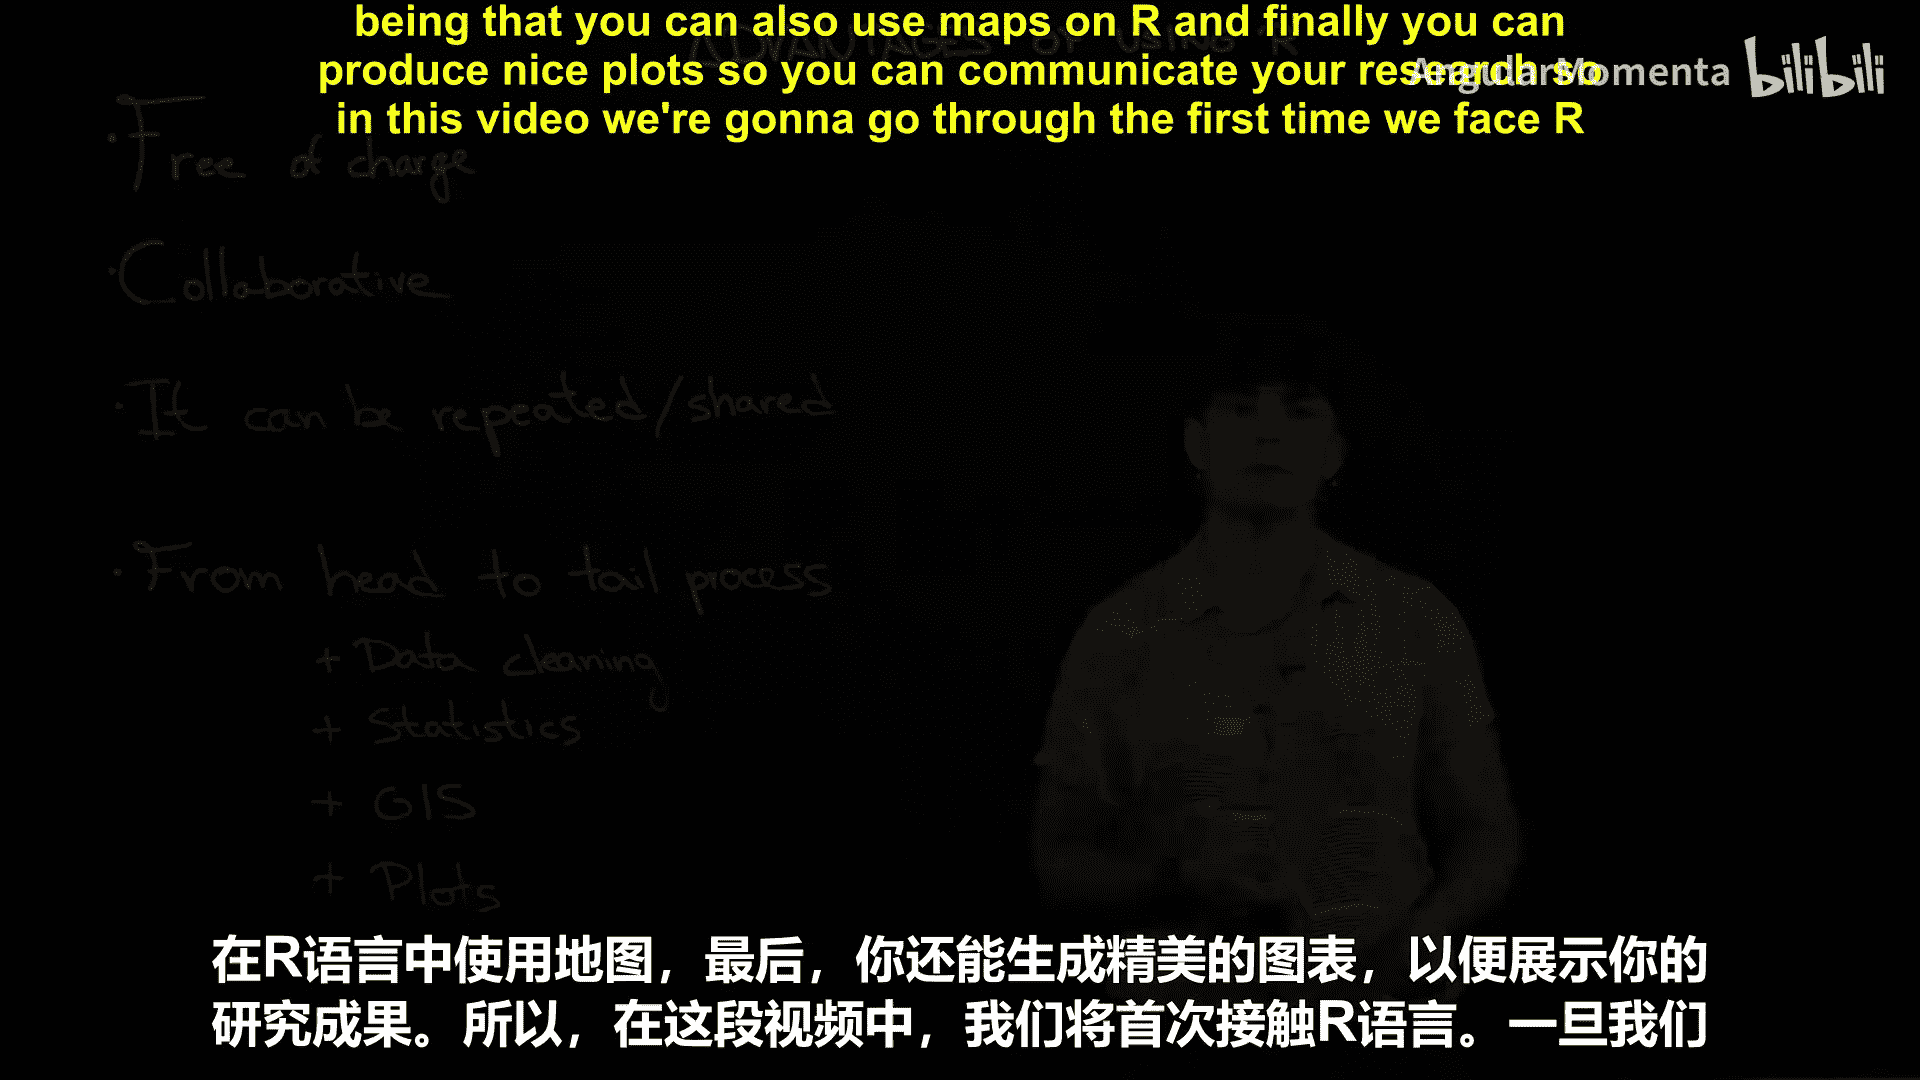 being that you can also use maps on R and finally you can
produce nice plots so you can communicate your research so
in this video we're gonna go through the first time we face R
AngularMomenta bilibili
ADVANTAGES OF USING R
· Free of charge
· Collaborative
· It can be repeated/shared
· From head to tail process
+ Data cleaning
+ Statistics
+ GIS
+ Plots
在R语言中使用地图，最后，你还能生成精美的图表，以便展示你的
研究成果。所以，在这段视频中，我们将首次接触R语言。一旦我们